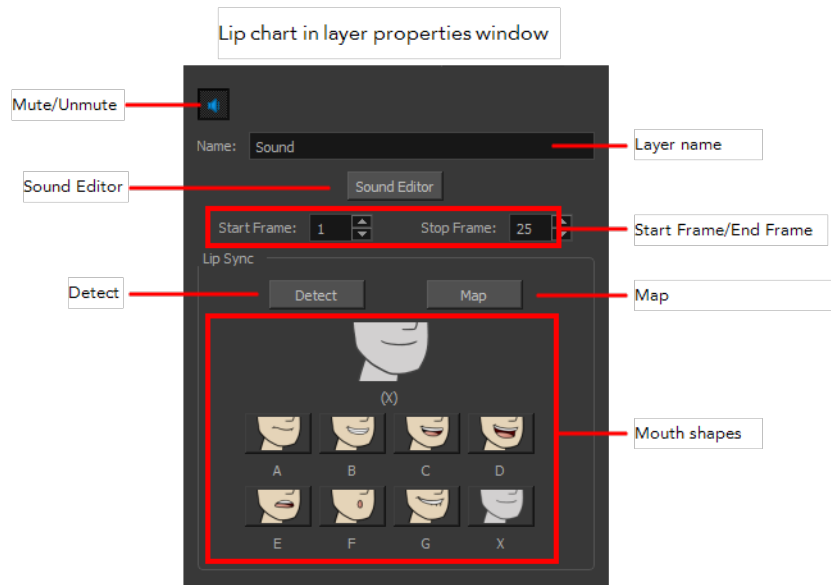 Lip chart in layer properties window
Mute/Unmute
Name: Sound
Layer name
Sound Editor
Sound Editor
Start Frame: 1 Stop Frame: 25
Start Frame/End Frame
Lip Sync
Detect
Detect Map
Map
(X)
Mouth shapes
A B C D
E F G X